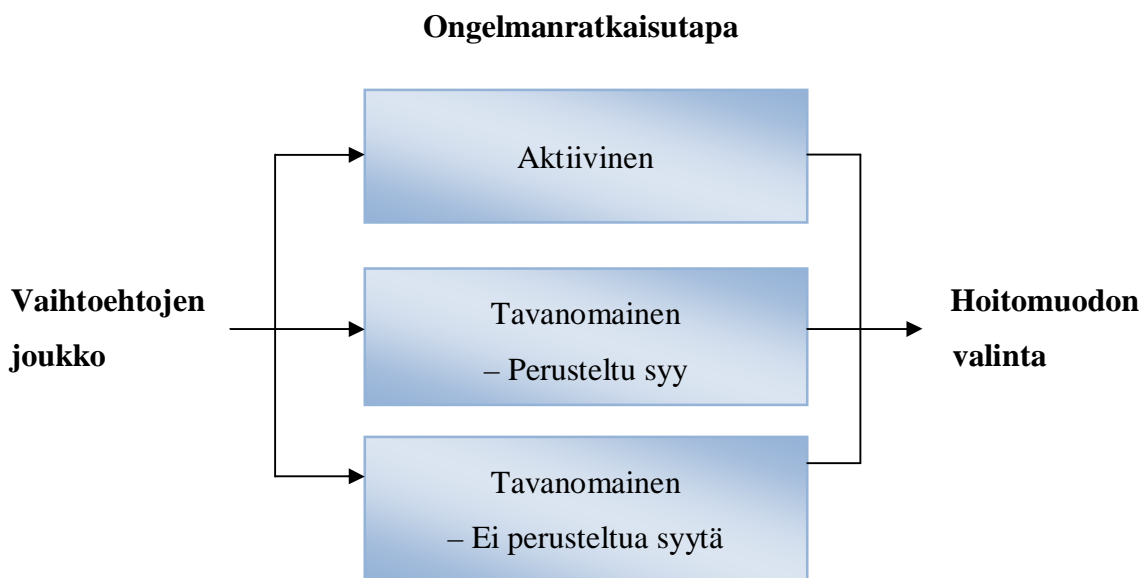 Ongelmanratkaisutapa
Aktiivinen
Vaihtoehtojen
joukko
Tavanomainen
– Perusteltu syy
Hoitomuodon
valinta
Tavanomainen
– Ei perusteltua syytä